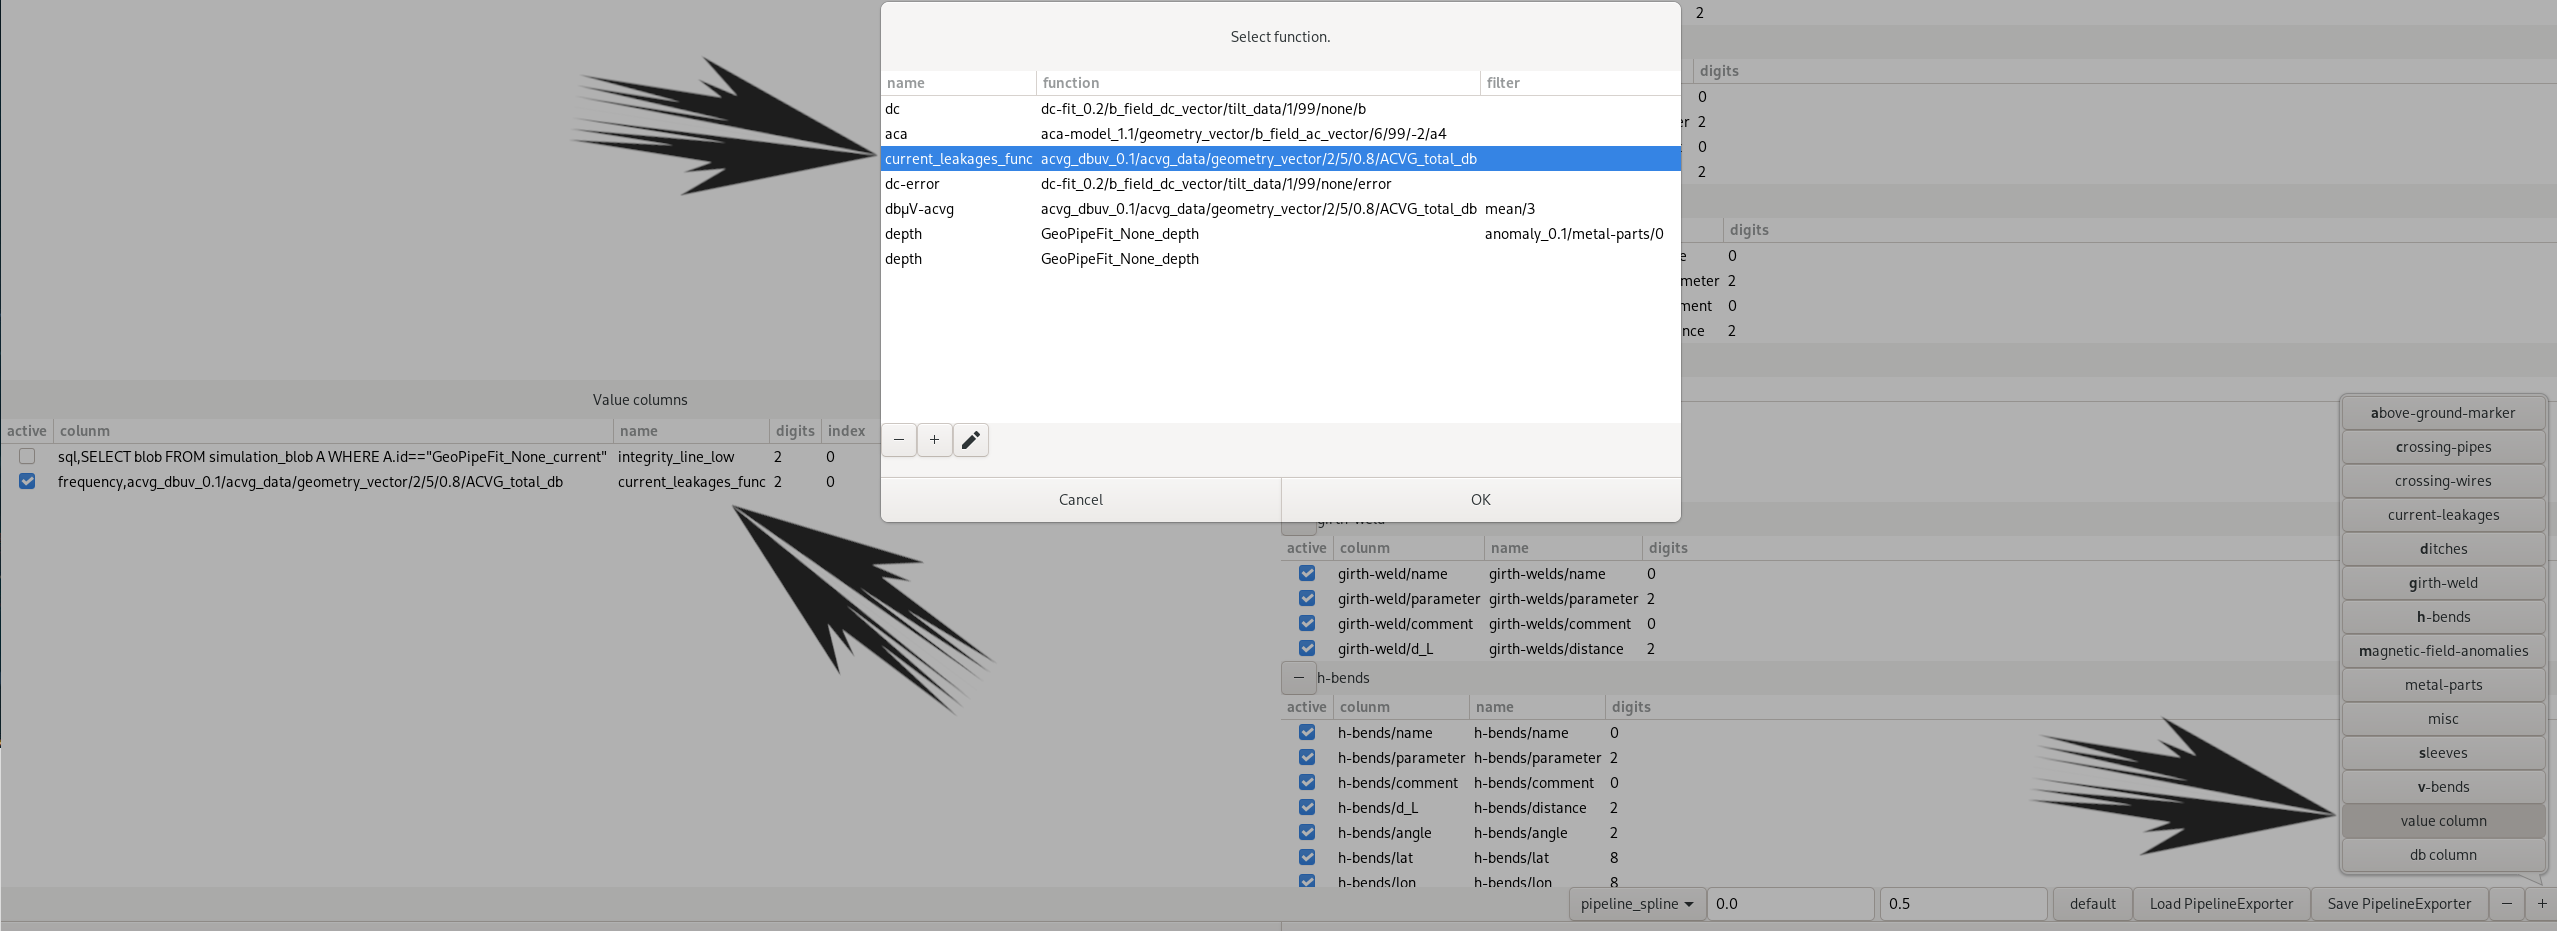 Select function.
name function filter
dc dc-fit_0.2/b_field_dc_vector/tilt_data/1/99/none/b
aca aca-model_1.1/geometry_vector/b_field_ac_vector/6/99/-2/a4
current_leakages_func acvg_dbuv_0.1/acvg_data/geometry_vector/2/5/0.8/ACVG_total_db
dc-error dc-fit_0.2/b_field_dc_vector/tilt_data/1/99/none/error
dbµV-acvg acvg_dbuv_0.1/acvg_data/geometry_vector/2/5/0.8/ACVG_total_db mean/3
depth GeoPipeFit_None_depth anomaly_0.1/metal-parts/0
depth GeoPipeFit_None_depth
− +
Cancel OK
Value columns
active colunm name digits index
sql,SELECT blob FROM simulation_blob A WHERE A.id=="GeoPipeFit_None_current" integrity_line_low 2 0
frequency,acvg_dbuv_0.1/acvg_data/geometry_vector/2/5/0.8/ACVG_total_db current_leakages_func 2 0
2
digits
0
er 2
0
2
digits
e 0
meter 2
ment 0
nce 2
girth-weld
active colunm name digits
girth-weld/name girth-welds/name 0
girth-weld/parameter girth-welds/parameter 2
girth-weld/comment girth-welds/comment 0
girth-weld/d_L girth-welds/distance 2
− h-bends
active colunm name digits
h-bends/name h-bends/name 0
h-bends/parameter h-bends/parameter 2
h-bends/comment h-bends/comment 0
h-bends/d_L h-bends/distance 2
h-bends/angle h-bends/angle 2
h-bends/lat h-bends/lat 8
h-bends/lon h-bends/lon 8
above-ground-marker
crossing-pipes
crossing-wires
current-leakages
ditches
girth-weld
h-bends
magnetic-field-anomalies
metal-parts
misc
sleeves
v-bends
value column
db column
pipeline_spline 0.0 0.5 default Load PipelineExporter Save PipelineExporter − +